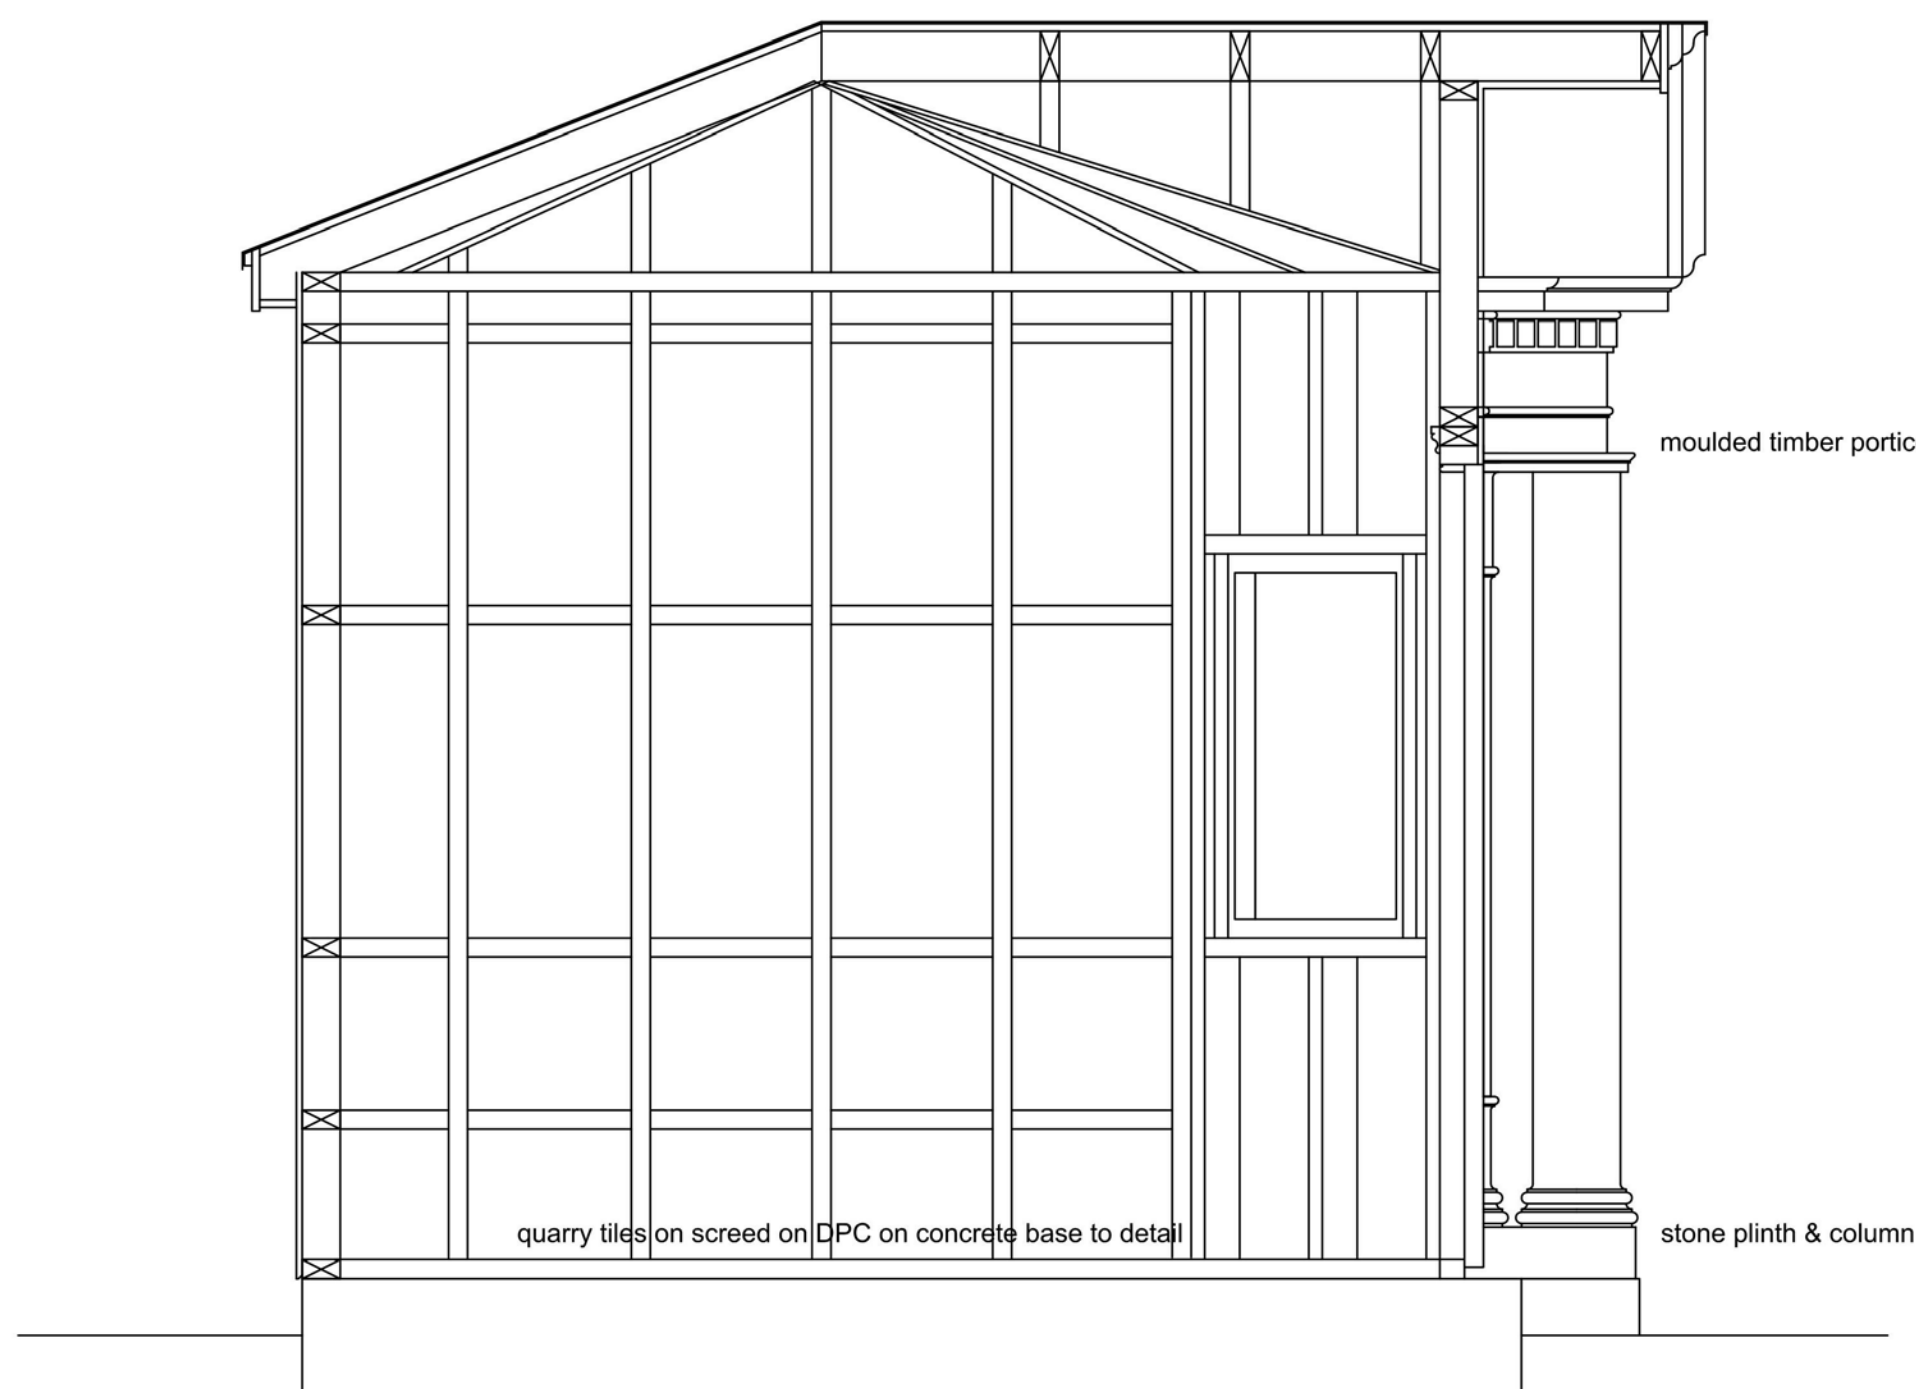 moulded timber portic
quarry tiles on screed on DPC on concrete base to detail
stone plinth & column